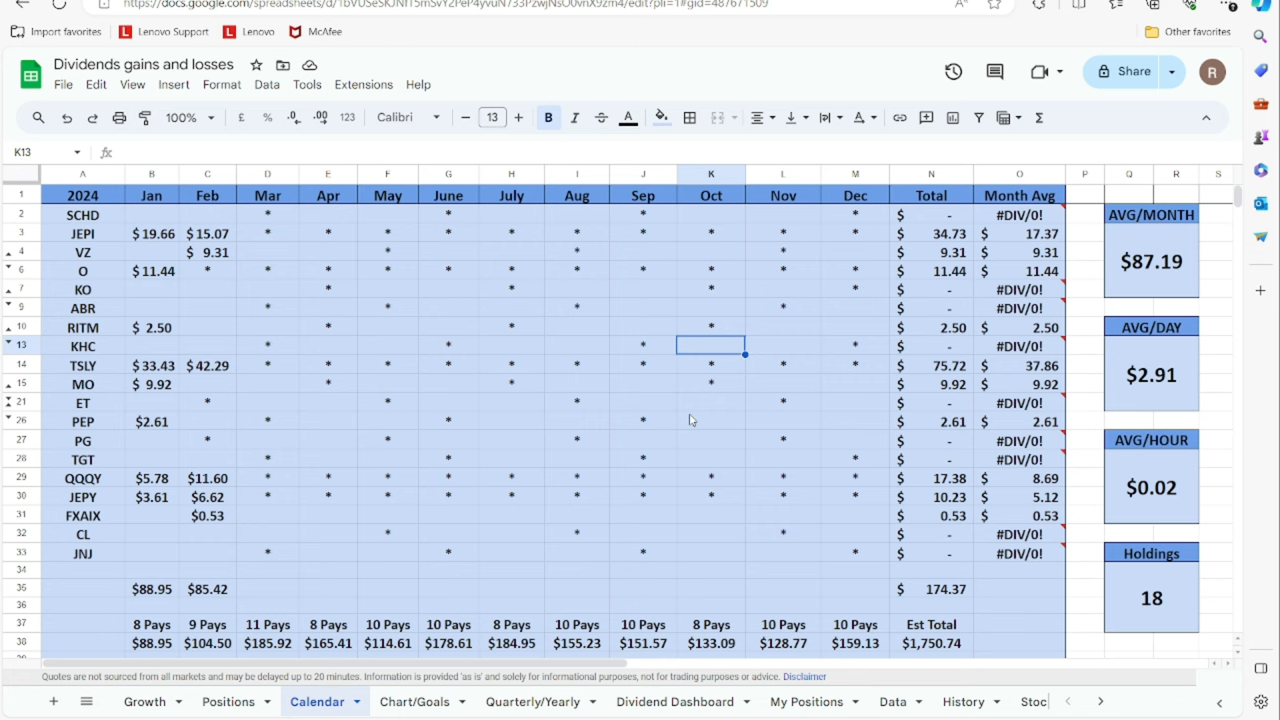 https://docs.google.com/spreadsheets/d/1bVUSeSKJNfT5mSvYzPeP4yvuN733PzwjNsO0vnX9zm4/edit?pli=1#gid=487671509
Import favorites Lenovo Support Lenovo McAfee Other favorites
Dividends gains and losses
File Edit View Insert Format Data Tools Extensions Help
Share R
100% £ % .0 .00 123 Calibri 13 B I A
K13 fx
A B C D E F G H I J K L M N O P Q R S
1 2024 Jan Feb Mar Apr May June July Aug Sep Oct Nov Dec Total Month Avg
2 SCHD * * * * $ - #DIV/0! AVG/MONTH
3 JEPI $19.66 $15.07 * * * * * * * * * * $ 34.73 $ 17.37
4 VZ $ 9.31 * * * $ 9.31 $ 9.31 $87.19
6 O $11.44 * * * * * * * * * * * $ 11.44 $ 11.44
7 KO * * * * $ - #DIV/0!
9 ABR * * * * $ - #DIV/0!
10 RITM $ 2.50 * * * $ 2.50 $ 2.50 AVG/DAY
13 KHC * * * * $ - #DIV/0!
14 TSLY $33.43 $42.29 * * * * * * * * * * $ 75.72 $ 37.86 $2.91
15 MO $ 9.92 * * * $ 9.92 $ 9.92
21 ET * * * * $ - #DIV/0!
26 PEP $2.61 * * * $ 2.61 $ 2.61
27 PG * * * * $ - #DIV/0! AVG/HOUR
28 TGT * * * * $ - #DIV/0!
29 QQQY $5.78 $11.60 * * * * * * * * * * $ 17.38 $ 8.69 $0.02
30 JEPY $3.61 $6.62 * * * * * * * * * * $ 10.23 $ 5.12
31 FXAIX $0.53 $ 0.53 $ 0.53
32 CL * * * $ - #DIV/0!
33 JNJ * * * * $ - #DIV/0! Holdings
34
35 $88.95 $85.42 $ 174.37 18
36
37 8 Pays 9 Pays 11 Pays 8 Pays 10 Pays 10 Pays 8 Pays 10 Pays 10 Pays 8 Pays 10 Pays 10 Pays Est Total
38 $88.95 $104.50 $185.92 $165.41 $114.61 $178.61 $184.95 $155.23 $151.57 $133.09 $128.77 $159.13 $1,750.74
Quotes are not sourced from all markets and may be delayed up to 20 minutes. Information is provided 'as is' and solely for informational purposes, not for trading purposes or advice. Disclaimer
Growth Positions Calendar Chart/Goals Quarterly/Yearly Dividend Dashboard My Positions Data History Stoc